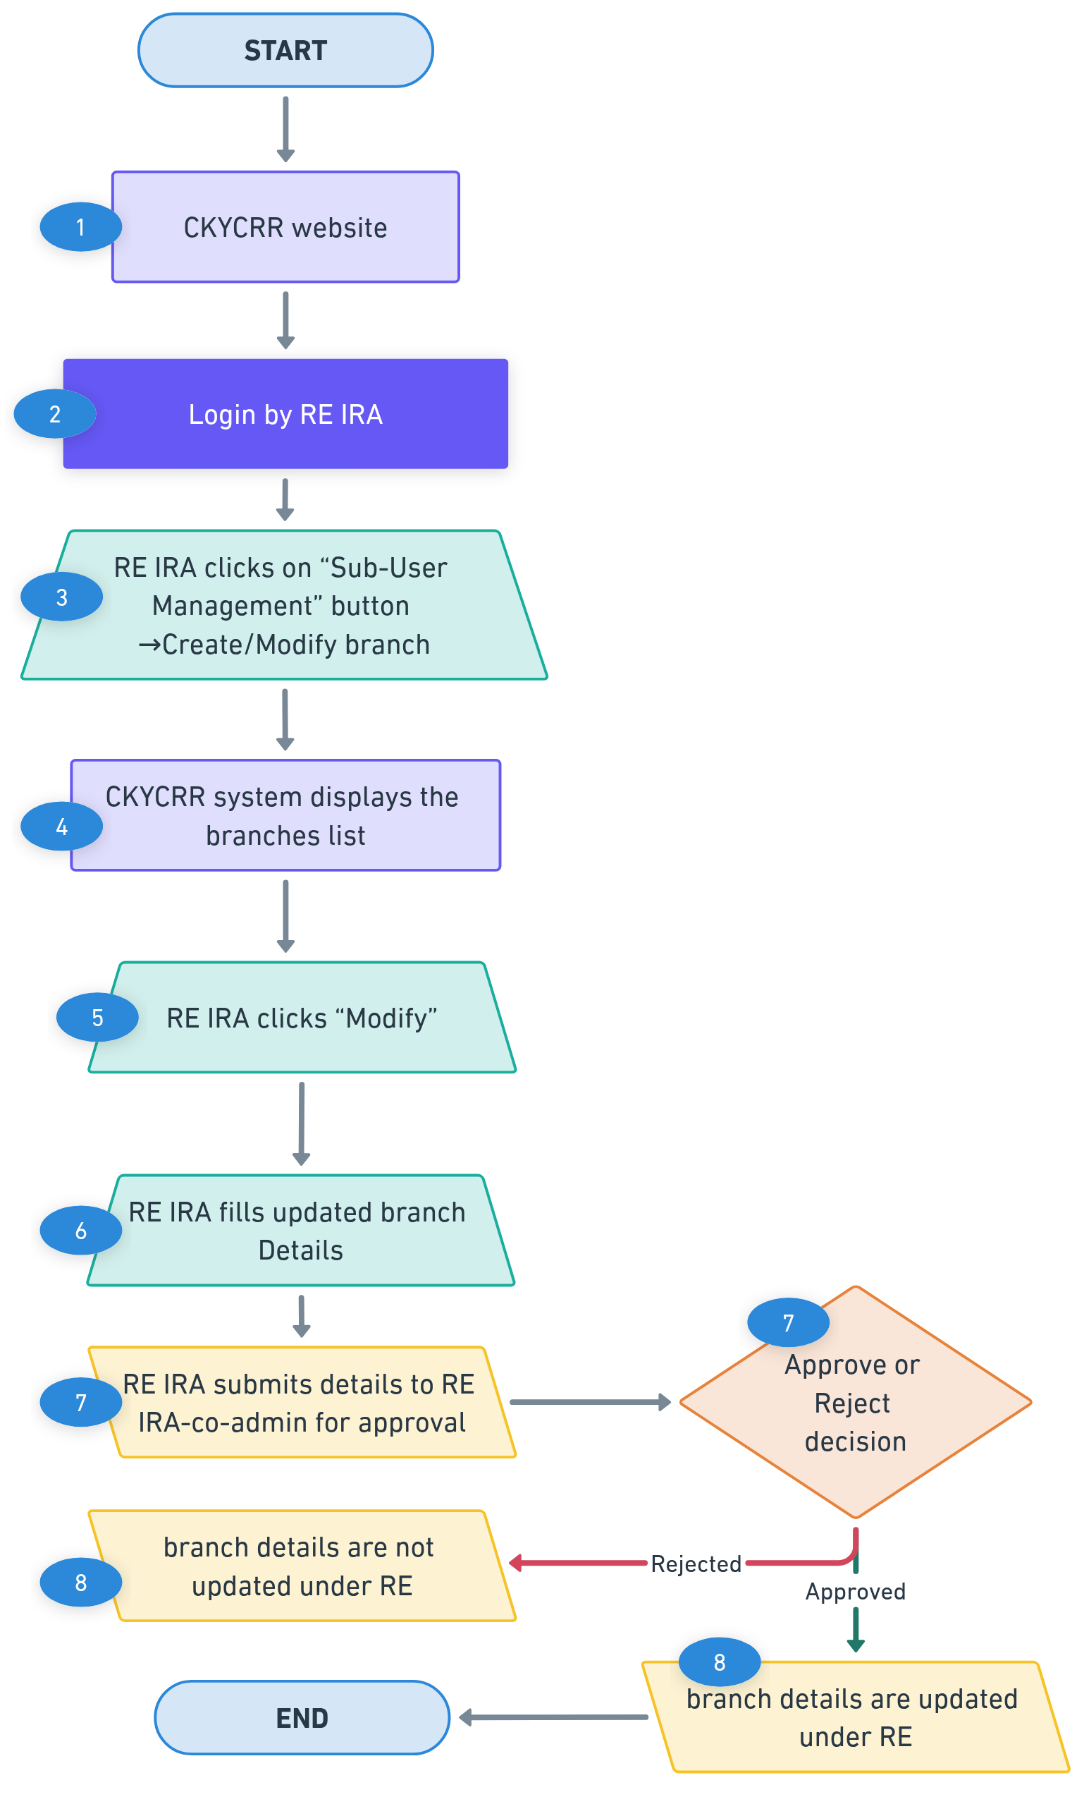 START
1
CKYCRR website
2
Login by RE IRA
3
RE IRA clicks on “Sub-User
Management” button
→Create/Modify branch
4
CKYCRR system displays the
branches list
5
RE IRA clicks “Modify”
6
RE IRA fills updated branch
Details
7
RE IRA submits details to RE
IRA-co-admin for approval
7
Approve or
Reject
decision
Rejected
Approved
8
branch details are not
updated under RE
8
branch details are updated
under RE
END